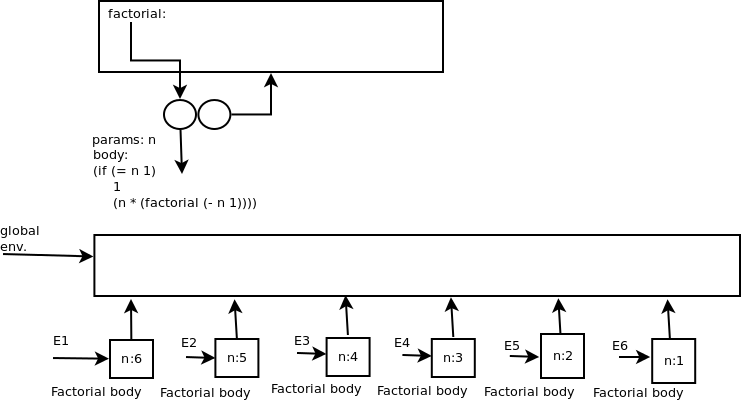 factorial:
params: n
body:
(if (= n 1)
1
(n * (factorial (- n 1))))
global
env.
E1
E2
E3
E4
E5
E6
n:6
n:5
n:4
n:3
n:2
n:1
Factorial body
Factorial body
Factorial body
Factorial body
Factorial body
Factorial body